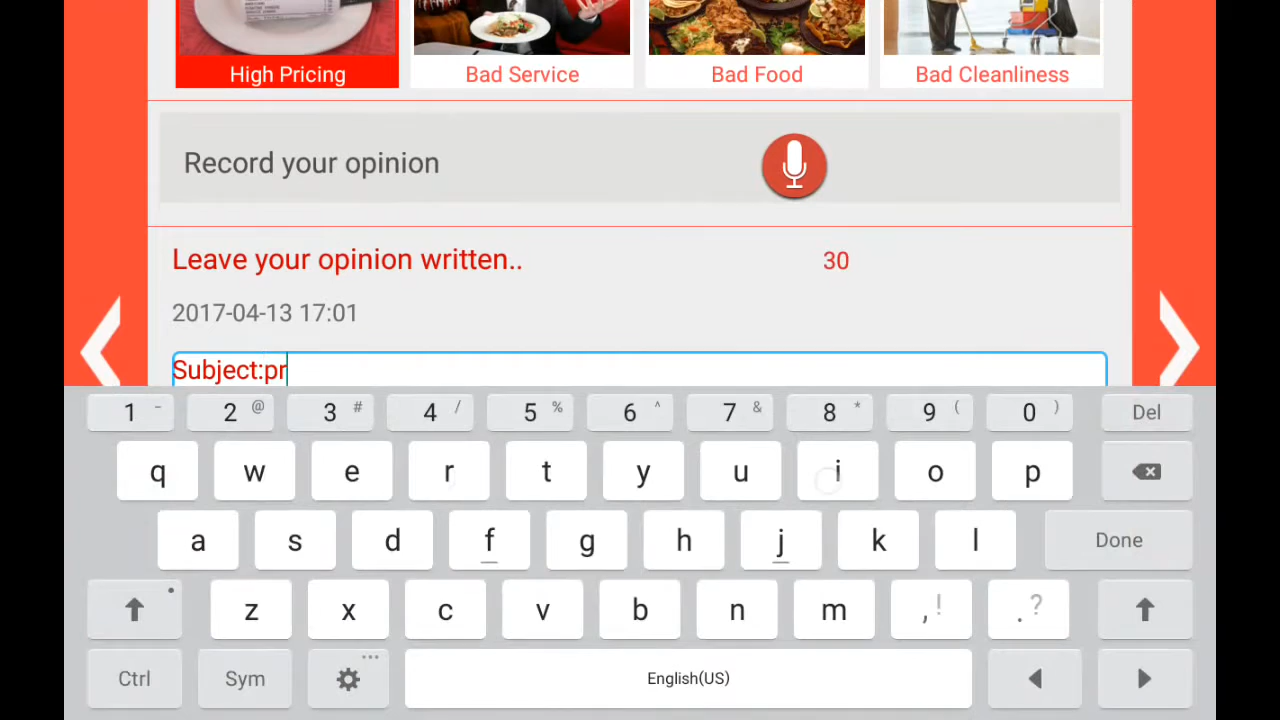 High Pricing Bad Service Bad Food Bad Cleanliness
Record your opinion
Leave your opinion written.. 30
2017-04-13 17:01
Subject:pr
1 - 2 @ 3 # 4 / 5 % 6 ^ 7 & 8 * 9 ( 0 ) Del
q w e r t y u i o p
a s d f g h j k l Done
z x c v b n m , ! . ?
Ctrl Sym English(US)